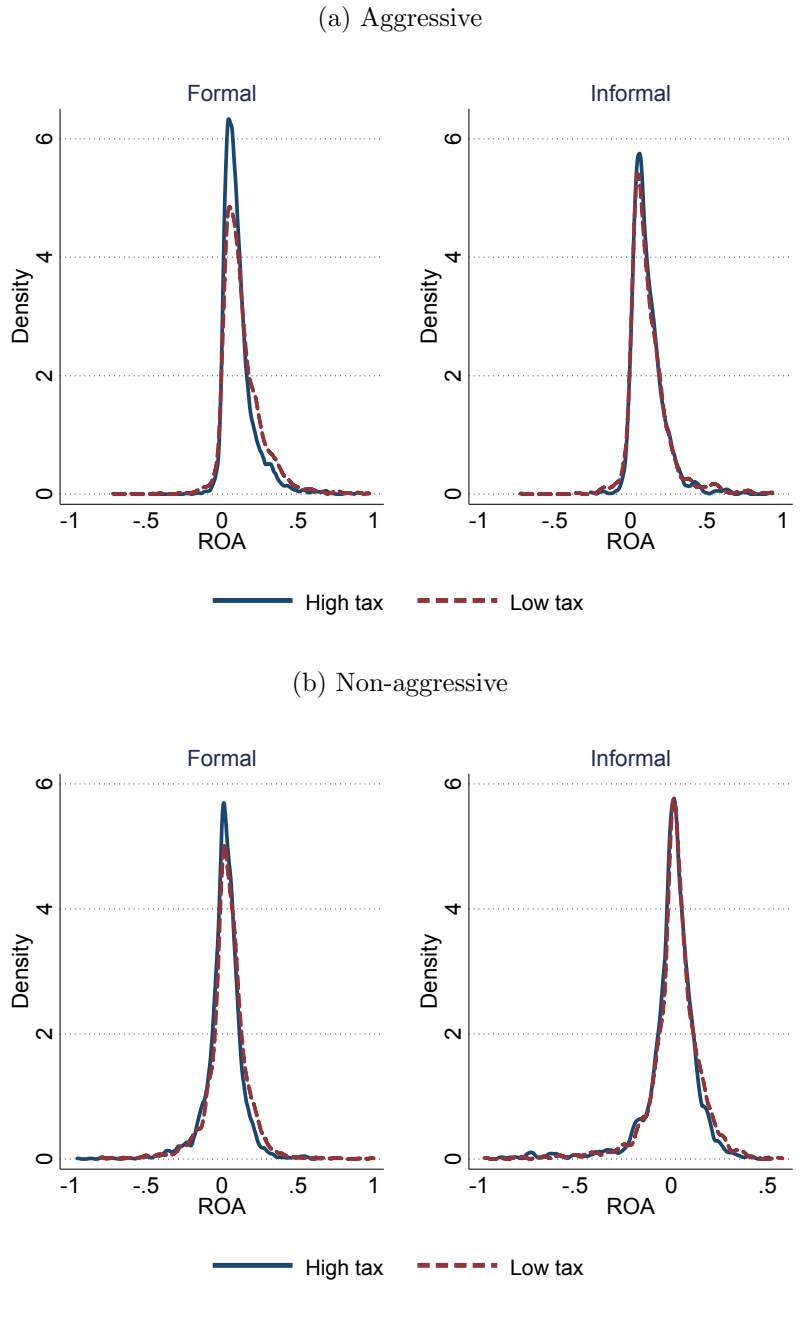 (a) Aggressive
Formal
Density
6
4
2
0
-1 -.5 0 .5 1
ROA
Informal
Density
6
4
2
0
-1 -.5 0 .5 1
ROA
High tax Low tax
(b) Non-aggressive
Formal
Density
6
4
2
0
-1 -.5 0 .5 1
ROA
Informal
Density
6
4
2
0
-1 -.5 0 .5
ROA
High tax Low tax